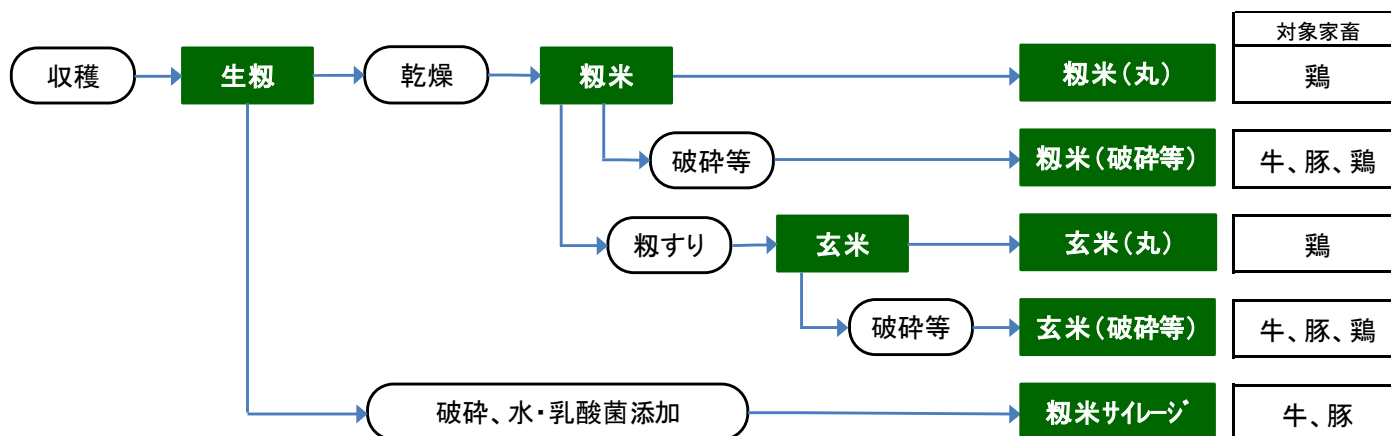 対象家畜
収穫
生籾
乾燥
籾米
籾米(丸)
鶏
破砕等
籾米(破砕等)
牛、豚、鶏
籾すり
玄米
玄米(丸)
鶏
破砕等
玄米(破砕等)
牛、豚、鶏
破砕、水・乳酸菌添加
籾米サイレージ
牛、豚